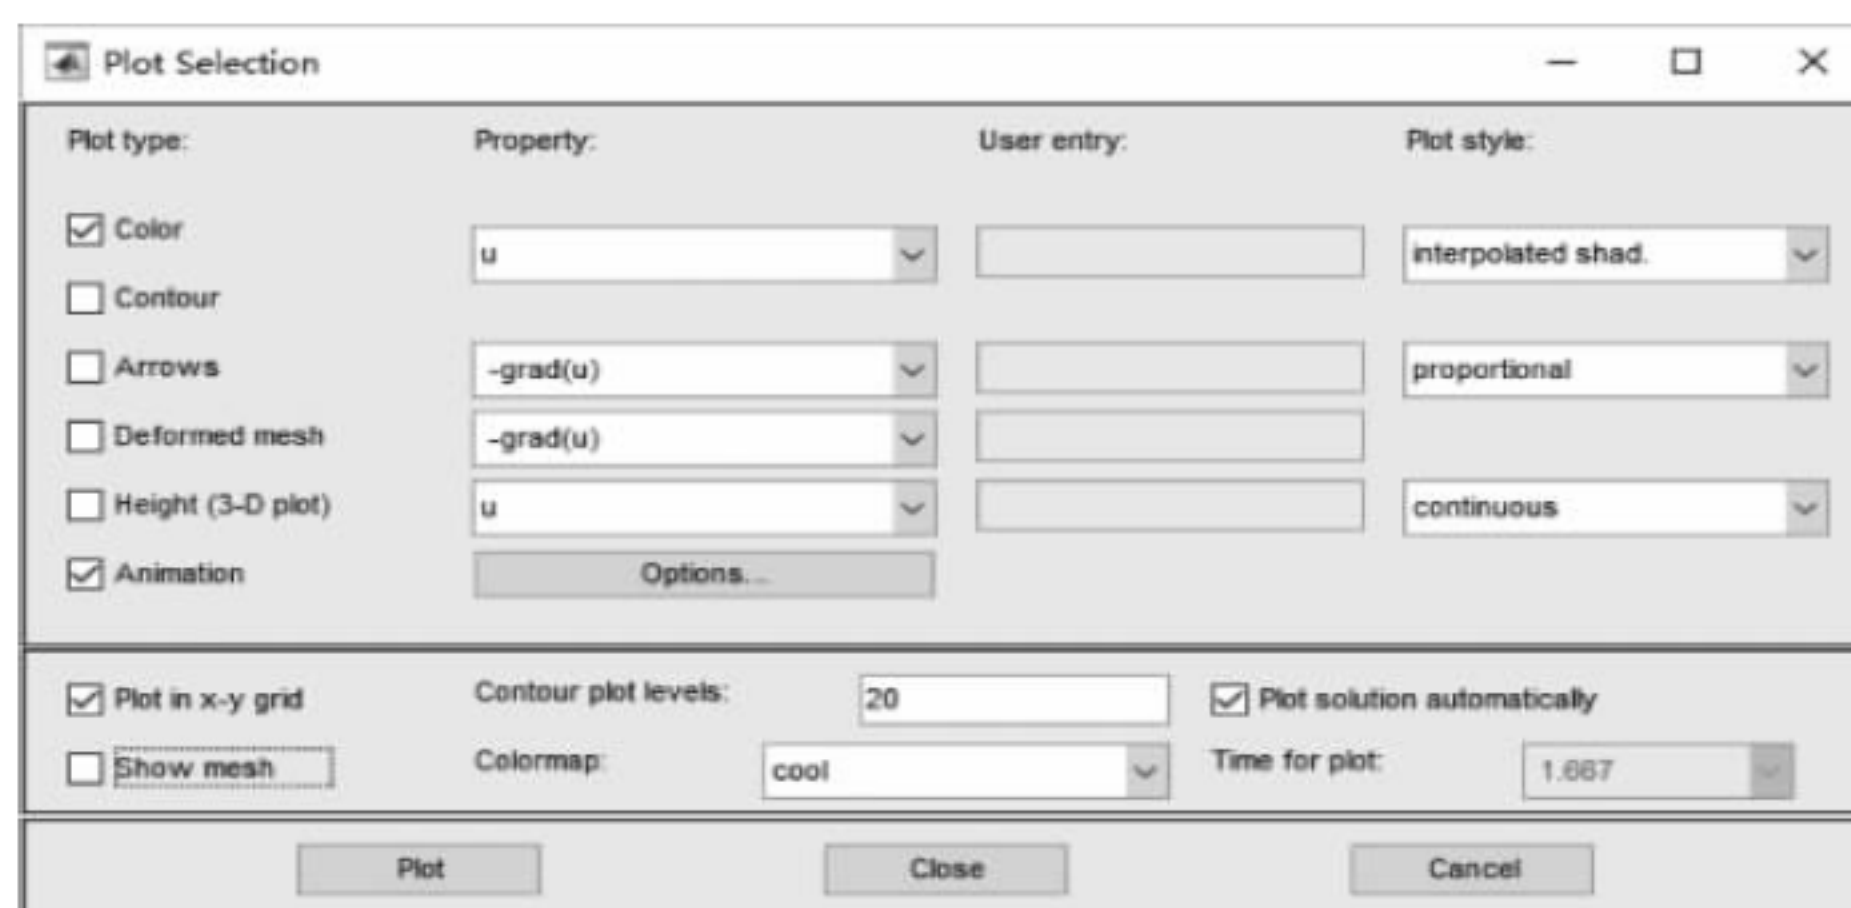 Plot Selection
Plot type: Property: User entry: Plot style:
Color
u interpolated shad.
Contour
Arrows -grad(u) proportional
Deformed mesh -grad(u)
Height (3-D plot) u continuous
Animation Options...
Plot in x-y grid Contour plot levels: 20 Plot solution automatically
Show mesh Colormap: cool Time for plot: 1.667
Plot Close Cancel